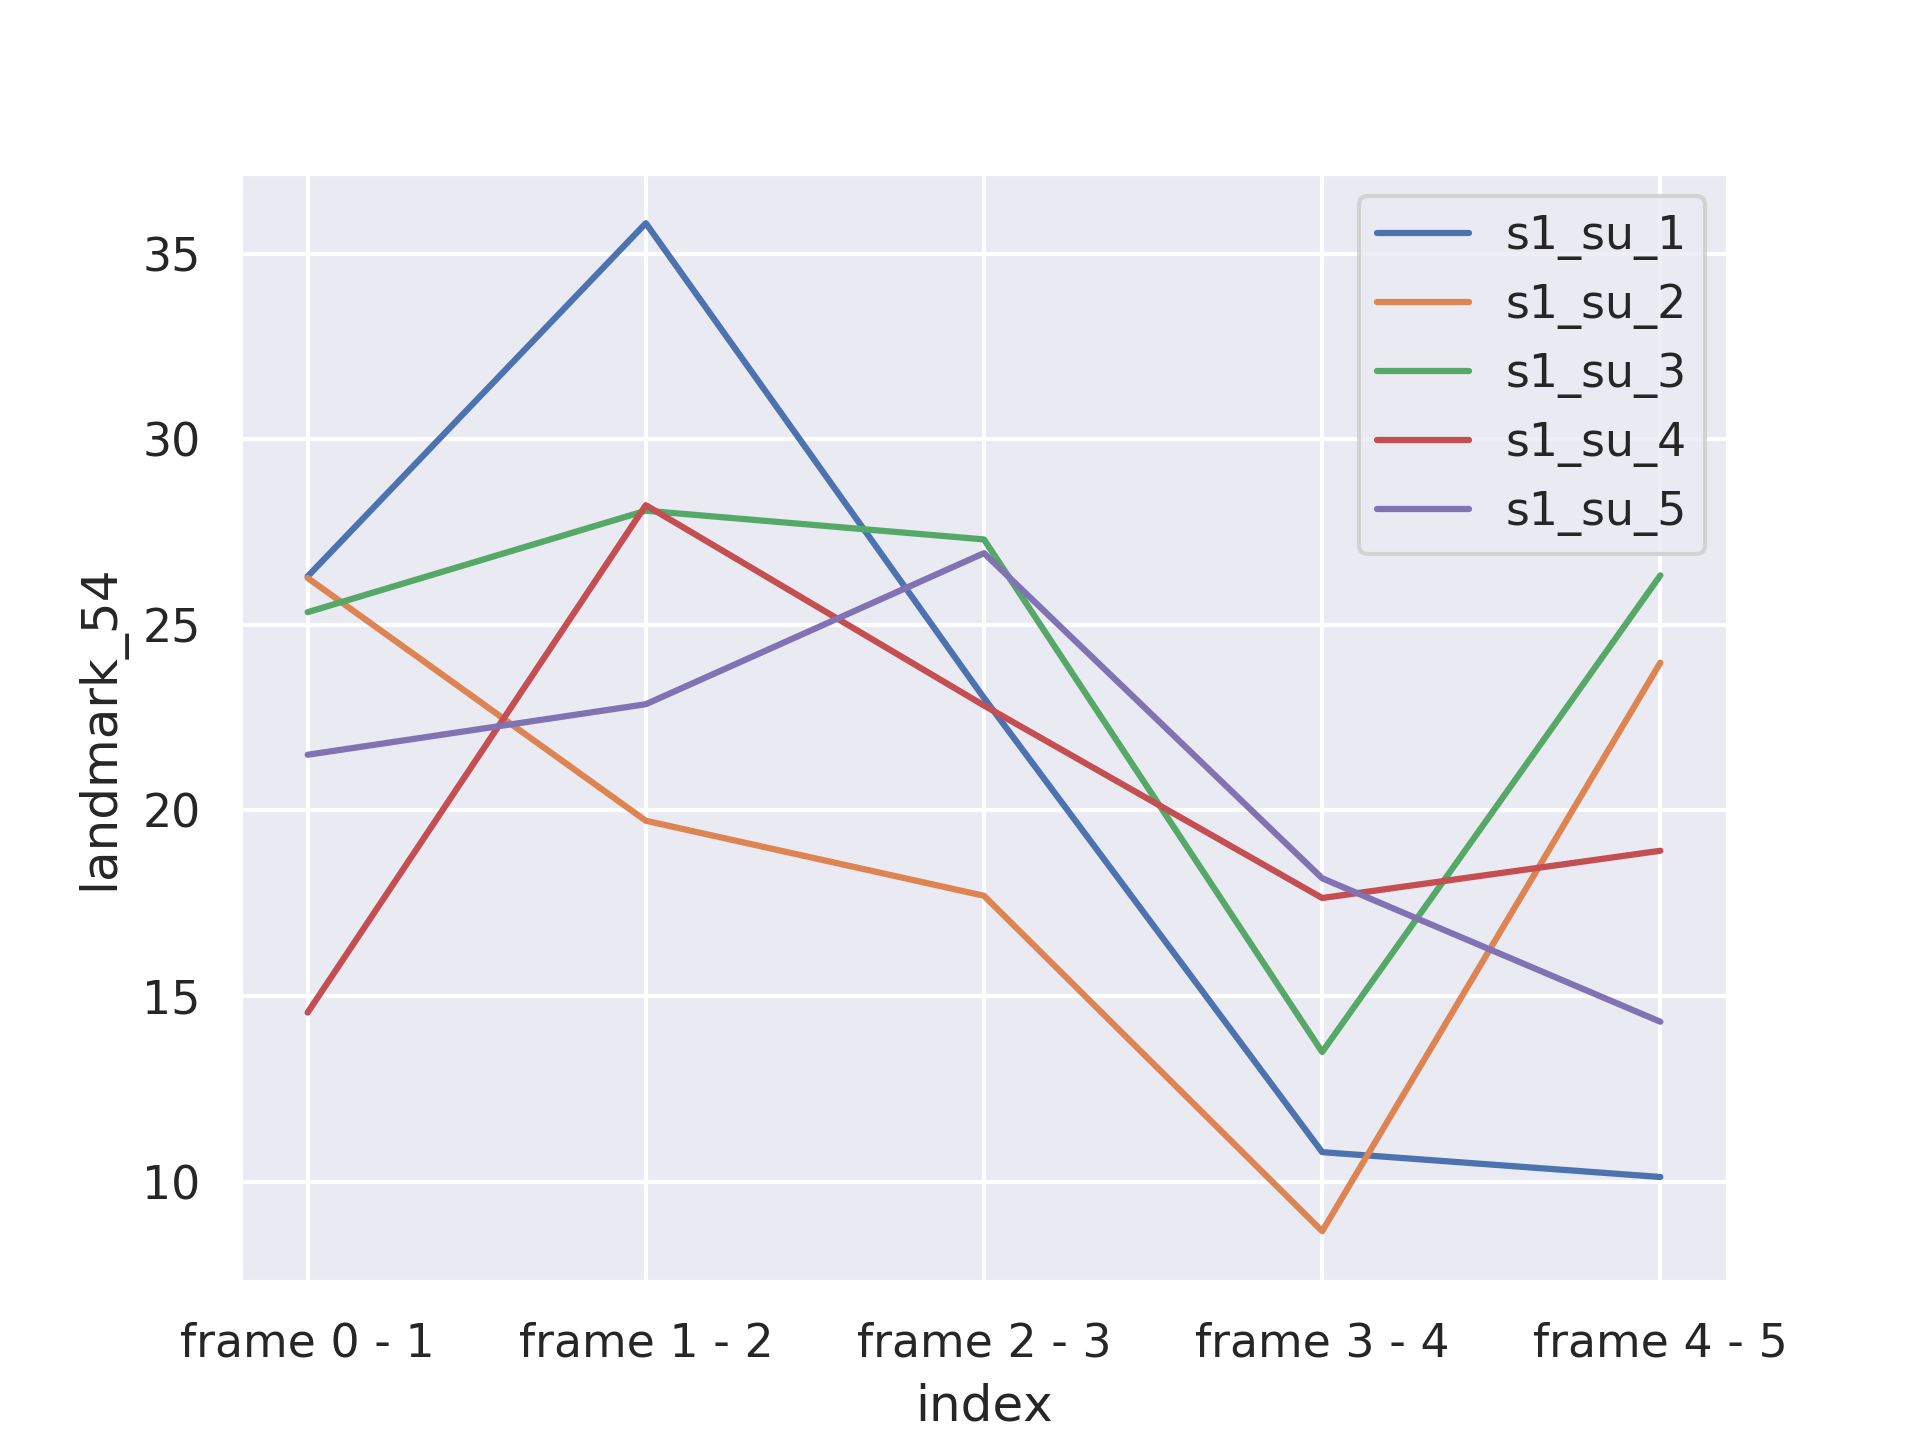 s1_su_1
s1_su_2
s1_su_3
s1_su_4
s1_su_5
35
30
25
20
15
10
landmark_54
frame 0 - 1 frame 1 - 2 frame 2 - 3 frame 3 - 4 frame 4 - 5
index